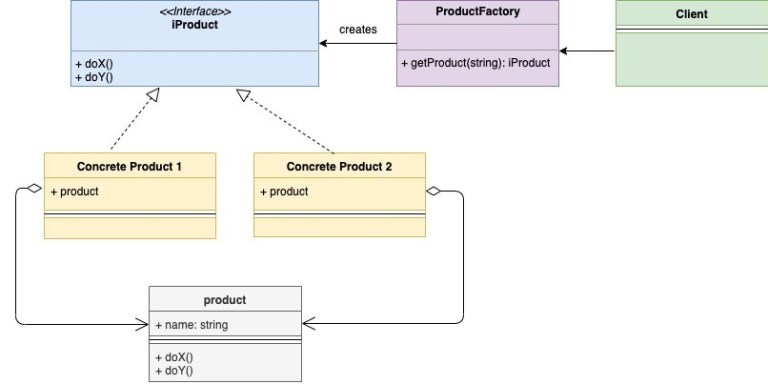 <<Interface>>
iProduct
+ doX()
+ doY()
creates
ProductFactory
+ getProduct(string): iProduct
Client
Concrete Product 1
+ product
Concrete Product 2
+ product
product
+ name: string
+ doX()
+ doY()